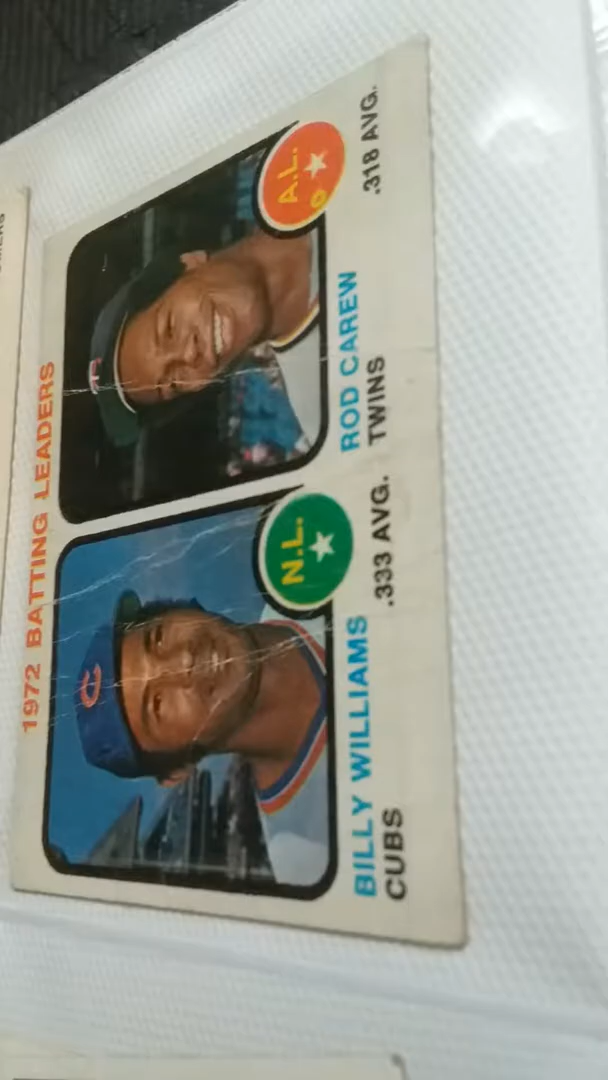 1972 BATTING LEADERS
C
N.L.
A.L.
BILLY WILLIAMS
CUBS
.333 AVG.
ROD CAREW
TWINS
.318 AVG.